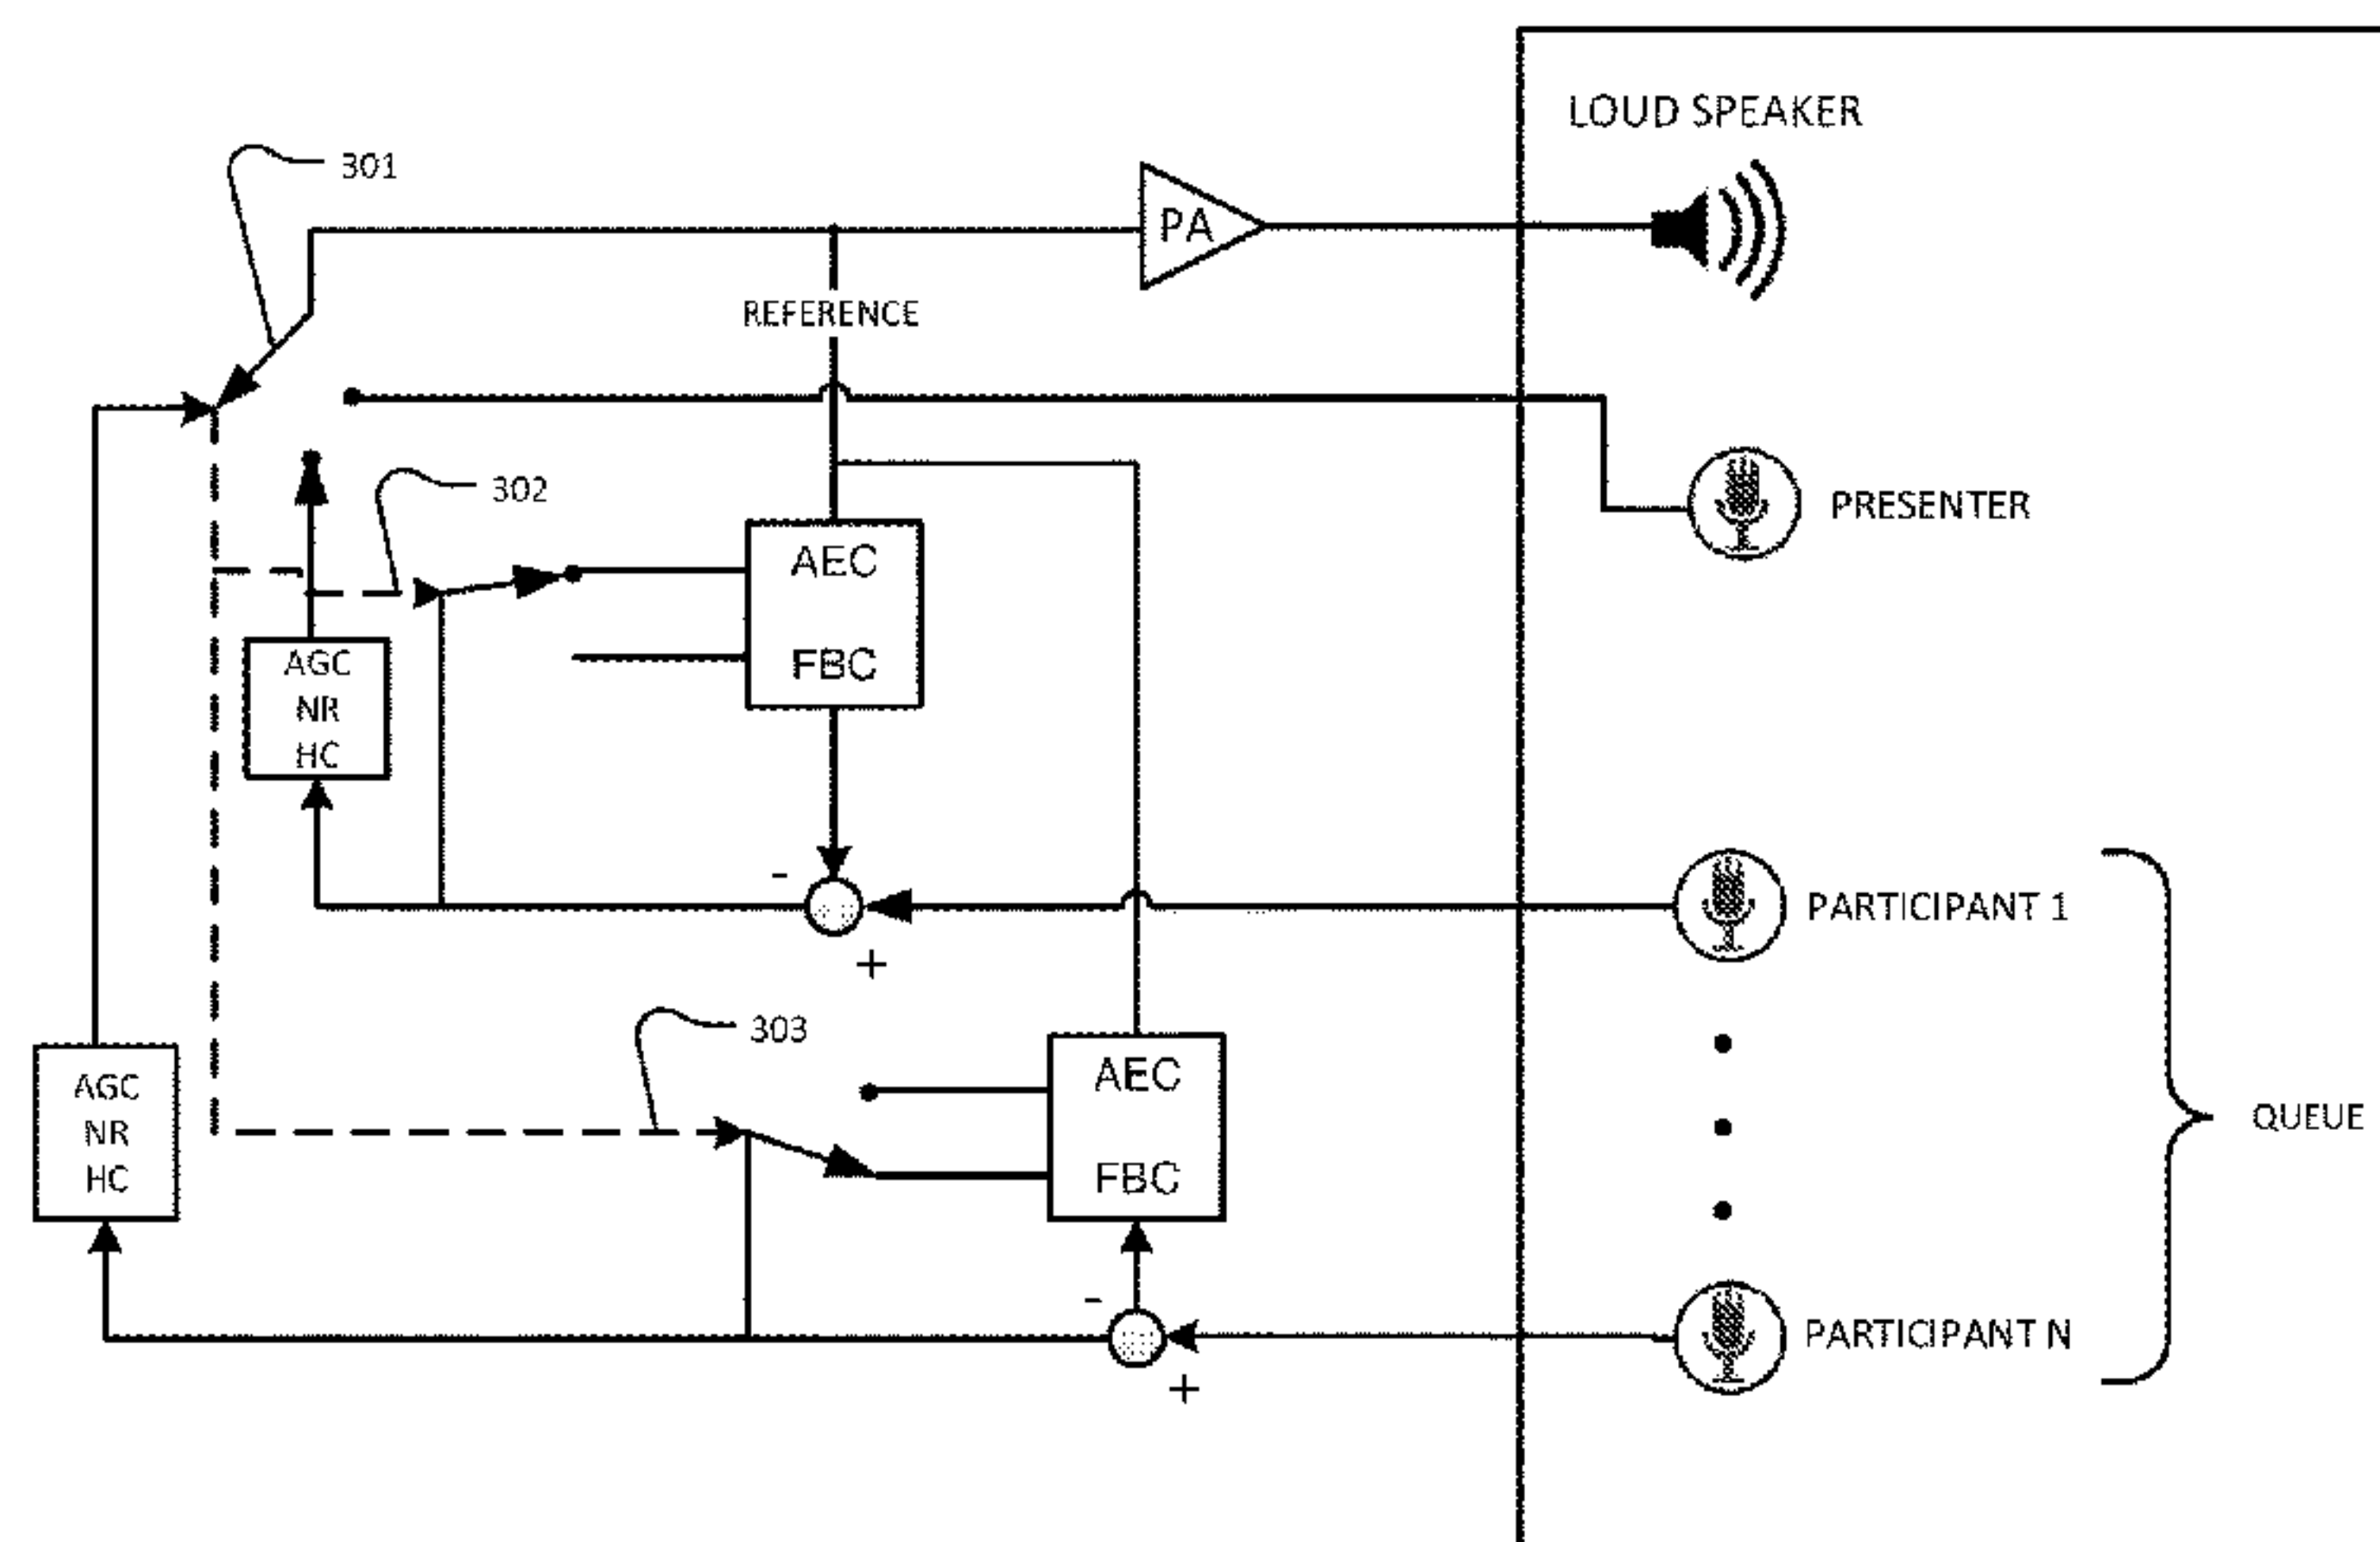 LOUD SPEAKER
301
PA
REFERENCE
302
PRESENTER
AEC
FBC
AGC
NR
HC
-
PARTICIPANT 1
+
303
AEC
FBC
AGC
NR
HC
QUEUE
-
PARTICIPANT N
+